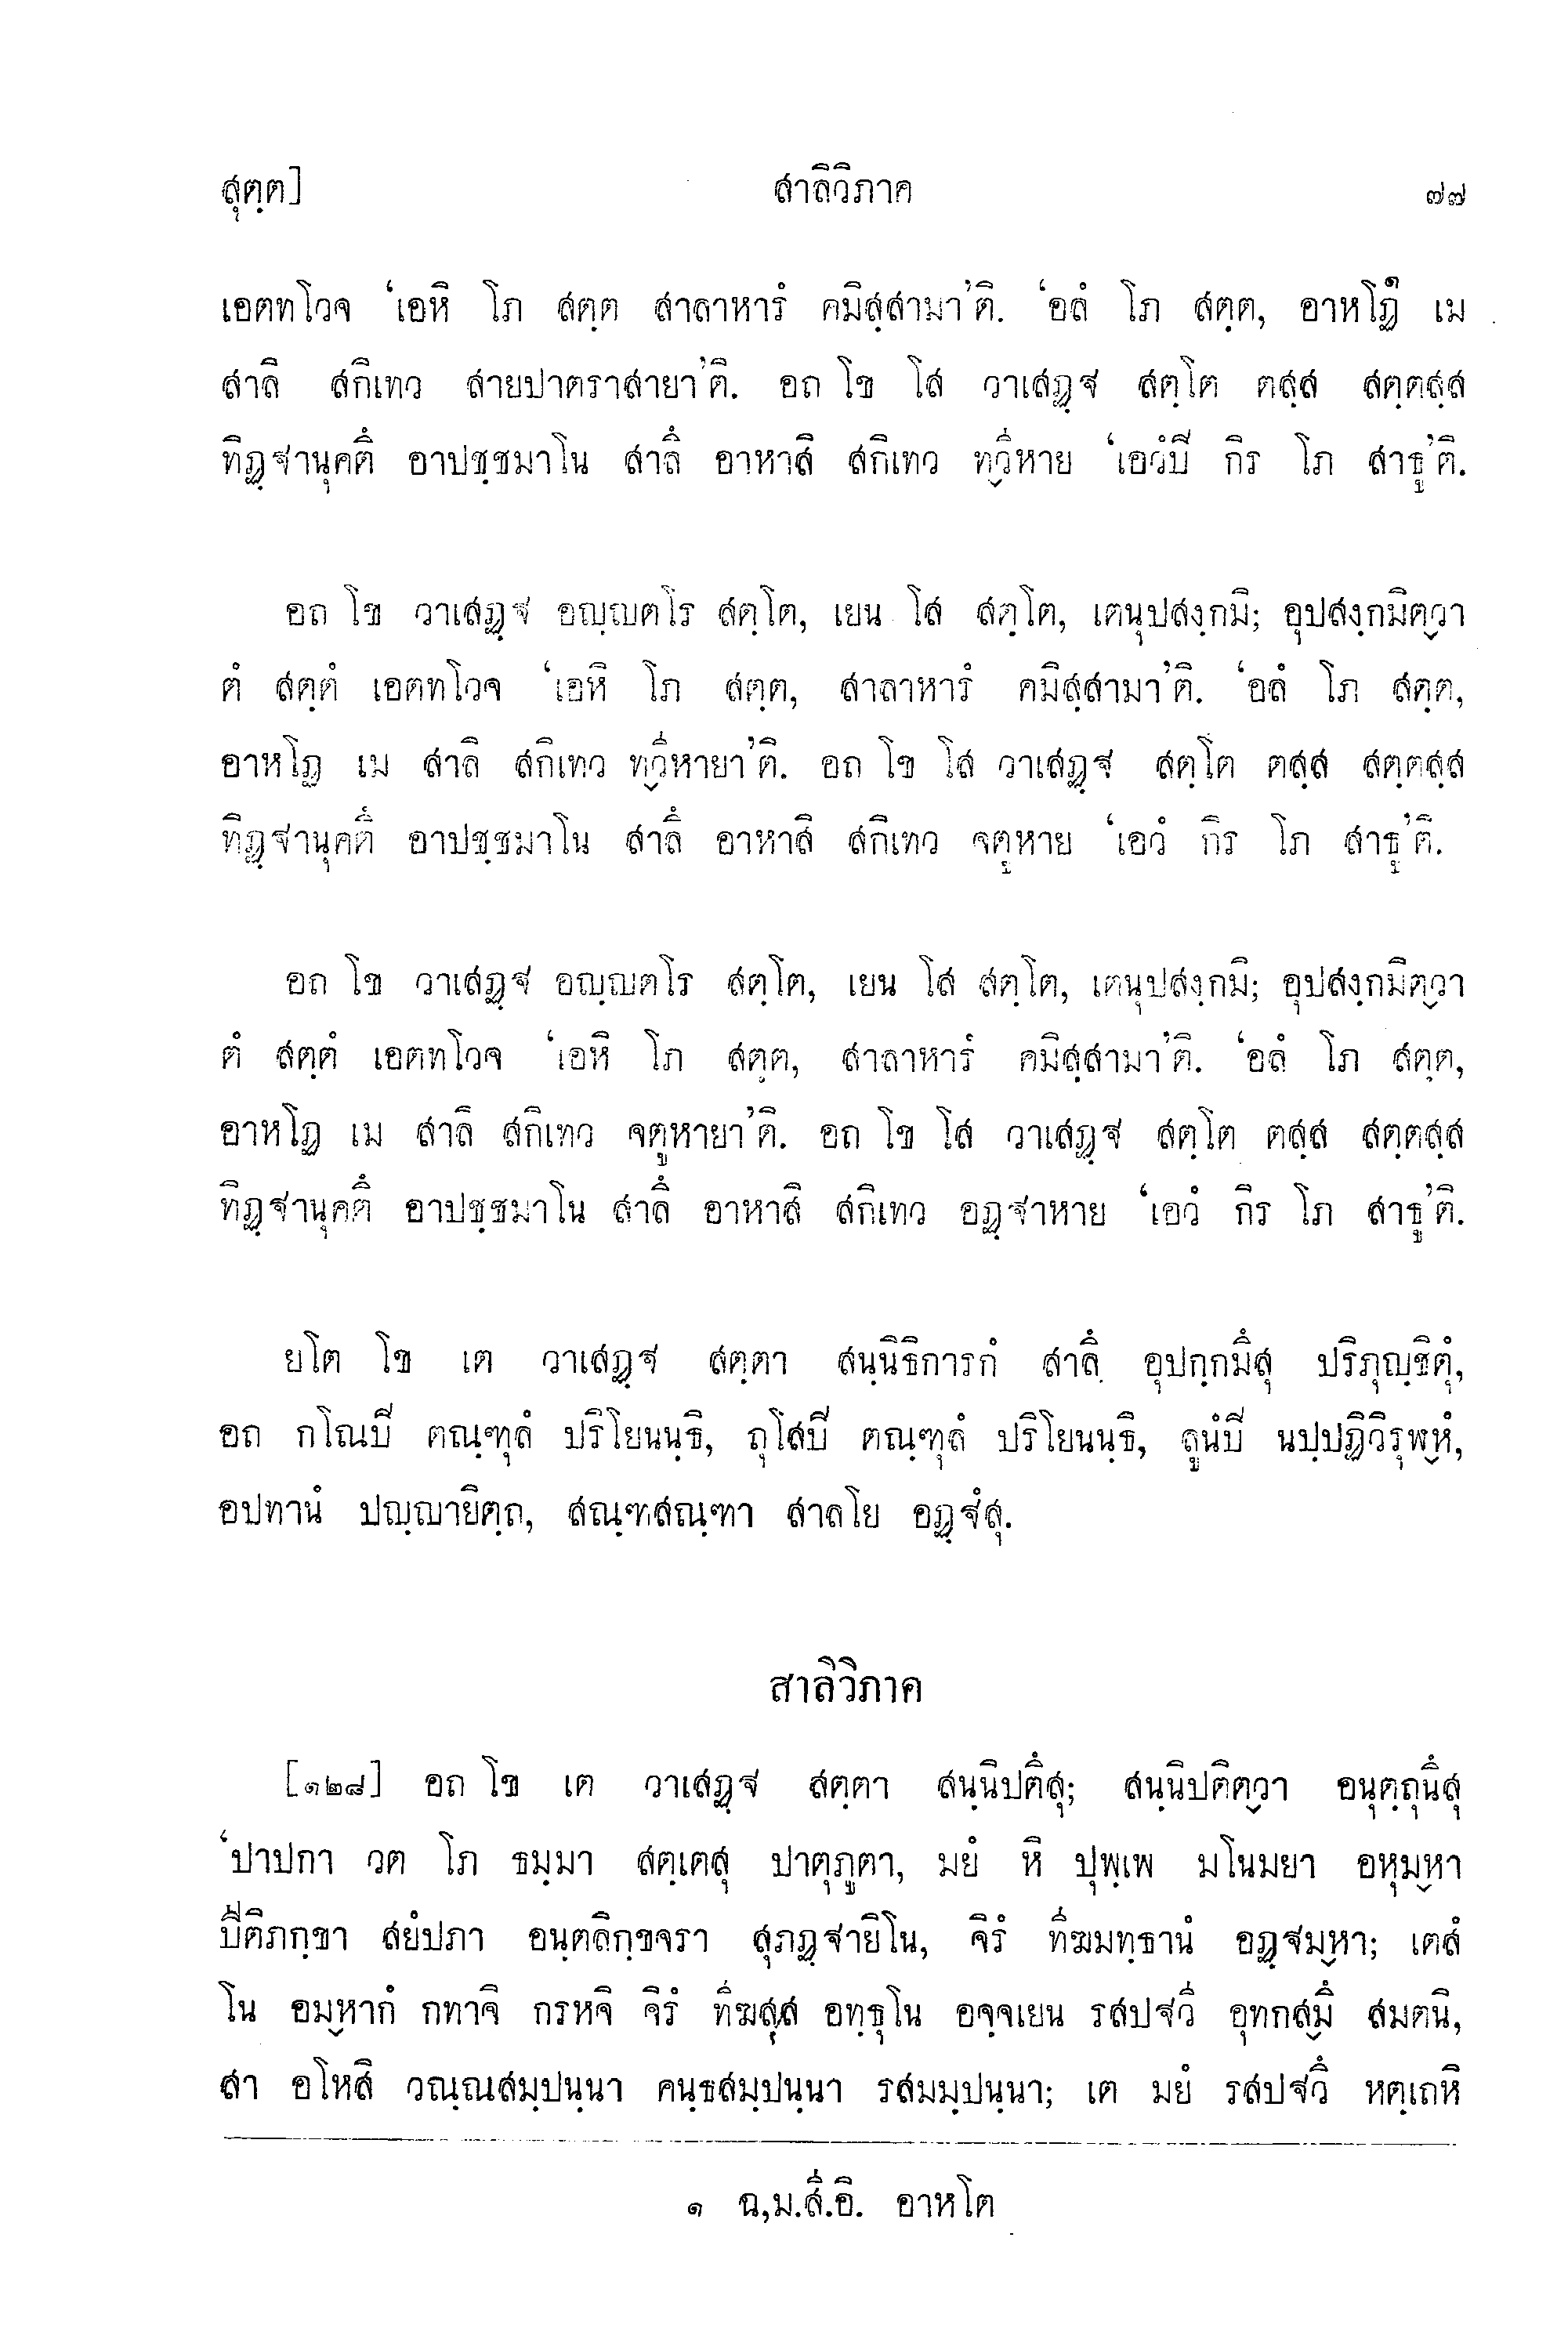 สุตฺต] สาลิวิภาค ๗๗
เอตทโวจ ‘เอหิ โภ สตฺต สาลาหารํ คมิสฺสามา’ติ. ‘อลํ โภ สตฺต, อาหโฏ๑ เม
สาลิ สกิเทว สายปาตราสายา’ติ. อถ โข โส วาเสฏฺฐ สตฺโต ตสฺส สตฺตสฺส
ทิฏฺฐานุคตึ อาปชฺชมาโน สาลึ อาหาสิ สกิเทว ทฺวีหาย ‘เอวํปิ กิร โภ สาธู’ติ.
อถ โข วาเสฏฺฐ อญฺญตโร สตฺโต, เยน โส สตฺโต, เตนุปสงฺกมิ; อุปสงฺกมิตฺวา
ตํ สตฺตํ เอตทโวจ ‘เอหิ โภ สตฺต, สาลาหารํ คมิสฺสามา’ติ. ‘อลํ โภ สตฺต,
อาหโฏ เม สาลิ สกิเทว ทฺวีหายา’ติ. อถ โข โส วาเสฏฺฐ สตฺโต ตสฺส สตฺตสฺส
ทิฏฺฐานุคตึ อาปชฺชมาโน สาลึ อาหาสิ สกิเทว จตูหาย ‘เอวํ กิร โภ สาธู’ติ.
อถ โข วาเสฏฺฐ อญฺญตโร สตฺโต, เยน โส สตฺโต, เตนุปสงฺกมิ; อุปสงฺกมิตฺวา
ตํ สตฺตํ เอตทโวจ ‘เอหิ โภ สตฺต, สาลาหารํ คมิสฺสามา’ติ. ‘อลํ โภ สตฺต,
อาหโฏ เม สาลิ สกิเทว จตูหายา’ติ. อถ โข โส วาเสฏฺฐ สตฺโต ตสฺส สตฺตสฺส
ทิฏฺฐานุคตึ อาปชฺชมาโน สาลึ อาหาสิ สกิเทว อฏฺฐาหาย ‘เอวํ กิร โภ สาธู’ติ.
ยโต โข เต วาเสฏฺฐ สตฺตา สนฺนิธิการกํ สาลึ อุปกฺกมึสุ ปริภุญฺชิตุํ,
อถ กโณปิ ตณฺฑุลํ ปริโยนนฺธิ, ถุโสปิ ตณฺฑุลํ ปริโยนนฺธิ, ลูนํปิ นปฺปฏิวิรุฬฺหํ,
อปทานํ ปญฺญายิตฺถ, สณฺฑสณฺฑา สาลโย อฏฺฐํสุ.
สาลิวิภาค
[๑๒๘] อถ โข เต วาเสฏฺฐ สตฺตา สนฺนิปตึสุ; สนฺนิปติตฺวา อนุตฺถุนึสุ
‘ปาปกา วต โภ ธมฺมา สตฺเตสุ ปาตุภูตา, มยํ หิ ปุพฺเพ มโนมยา อหุมฺหา
ปีติภกฺขา สยํปภา อนฺตลิกฺขจรา สุภฏฺฐายิโน, จิรํ ทีฆมทฺธานํ อฏฺฐมฺหา; เตสํ
โน อมฺหากํ กทาจิ กรหจิ จิรํ ทีฆสฺส อทฺธุโน อจฺจเยน รสปฐวี อุทกสฺมึ สมตนิ,
สา อโหสิ วณฺณสมฺปนฺนา คนฺธสมฺปนฺนา รสมมฺปนฺนา; เต มยํ รสปฐวึ หตฺเถหิ
๑ ฉ,ม.สี.อิ. อาหโต